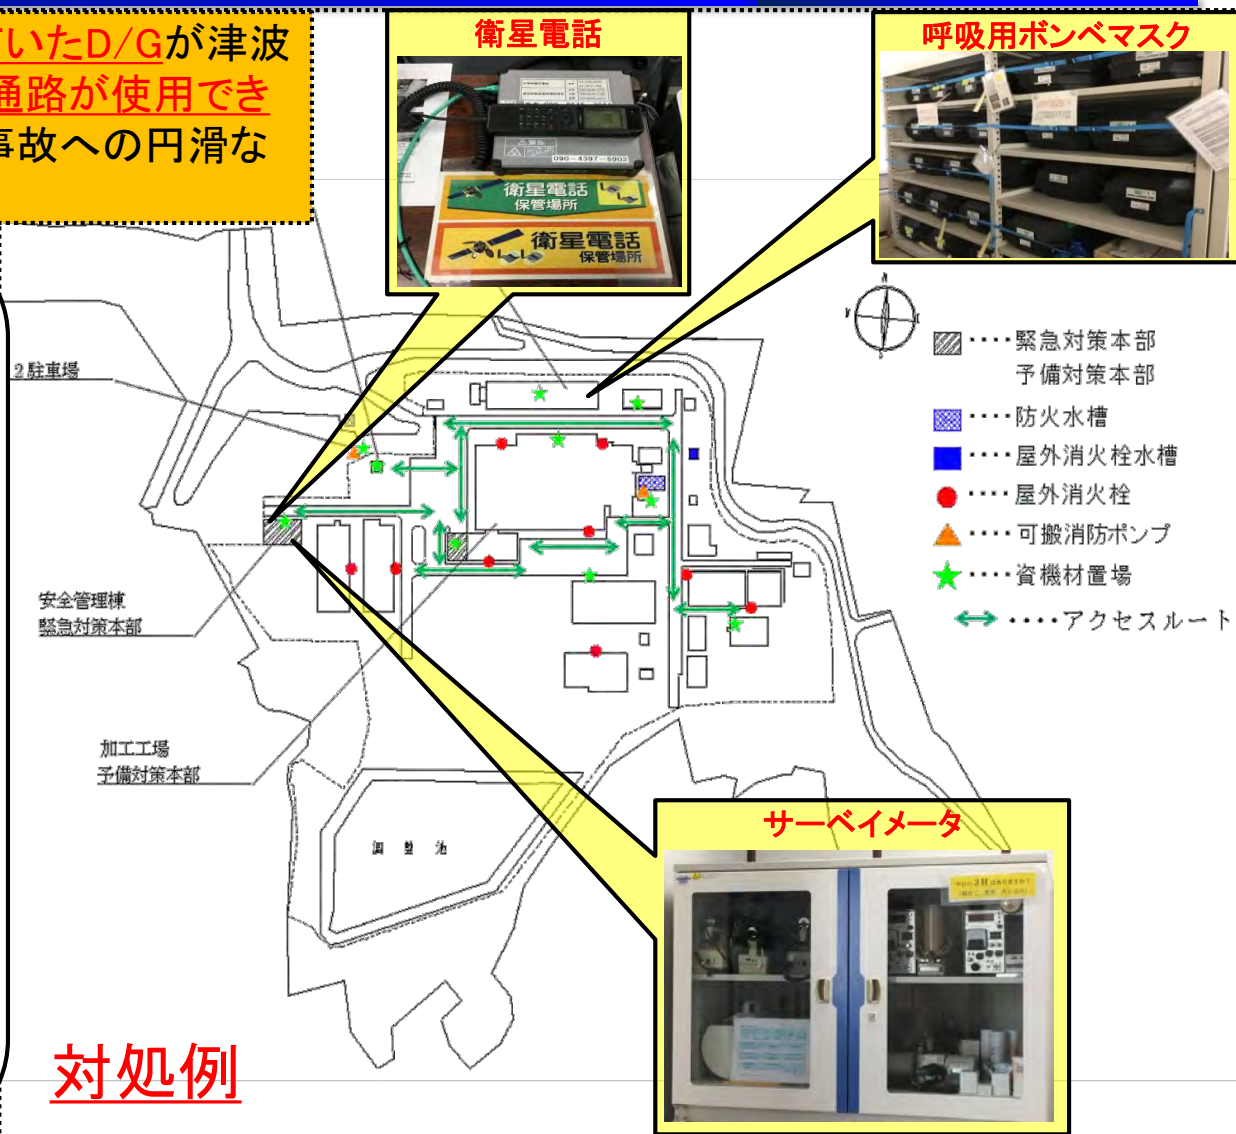 ていたD/Gが津波
通路が使用でき
事故への円滑な
衛星電話
090-4397-5902
衛星電話
保管場所
衛星電話
保管場所
呼吸用ボンベマスク
緊急対策本部
予備対策本部
防火水槽
屋外消火栓水槽
屋外消火栓
可搬消防ポンプ
資機材置場
アクセスルート
2駐車場
安全管理棟
緊急対策本部
加工工場
予備対策本部
調整池
サーベイメータ
対処例